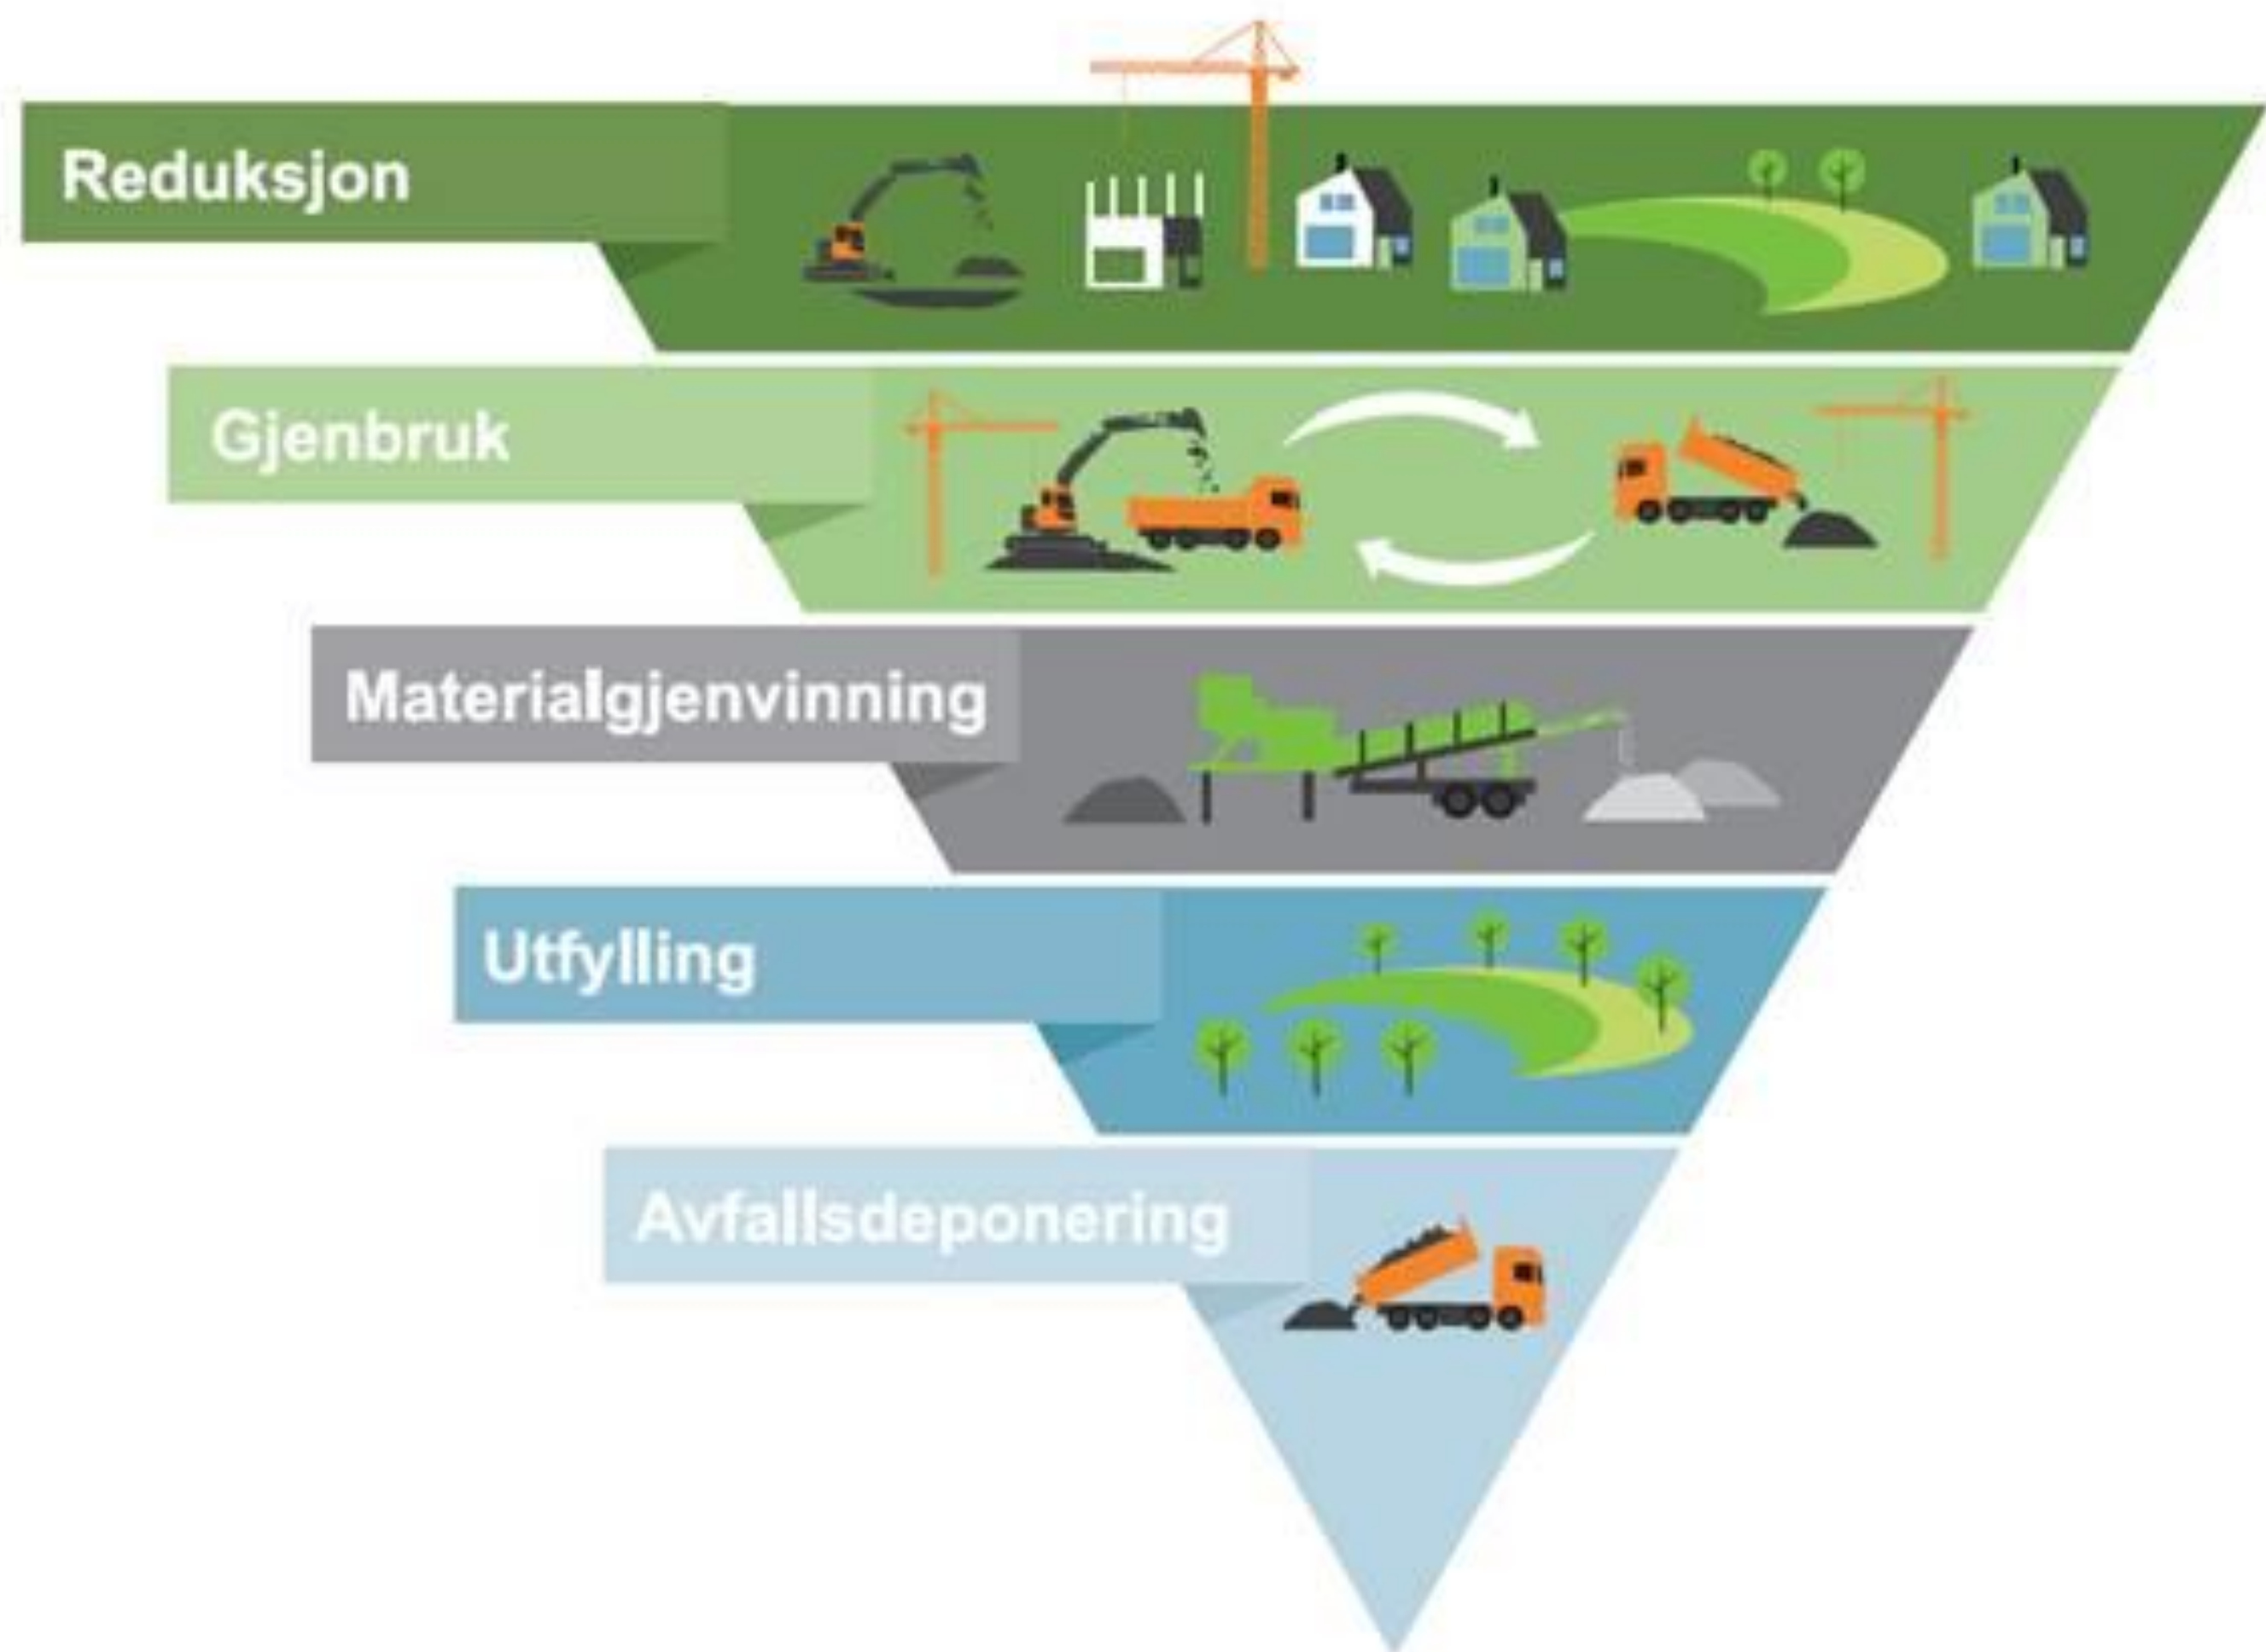 Reduksjon
Gjenbruk
Materialgjenvinning
Utfylling
Avfallsdeponering